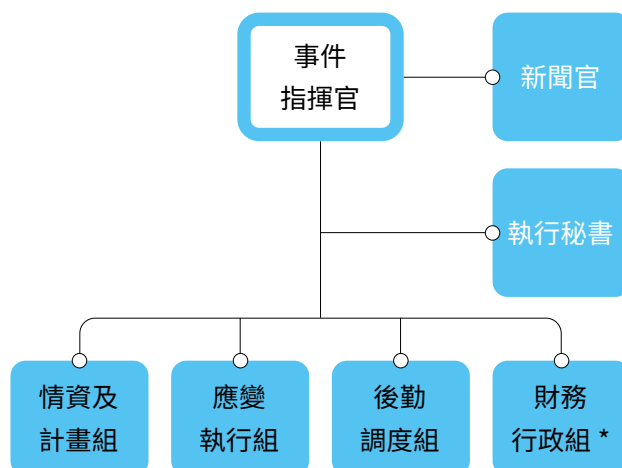 事件
指揮官
新聞官
執行秘書
情資及
計畫組
應變
執行組
後勤
調度組
財務
行政組 *